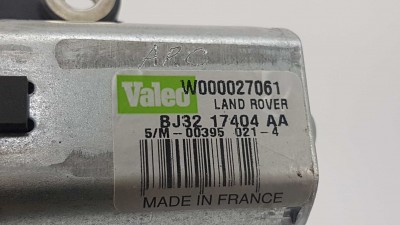 Valeo W000027061
LAND ROVER
BJ32 17404 AA
5/M-00395 021-4
MADE IN FRANCE